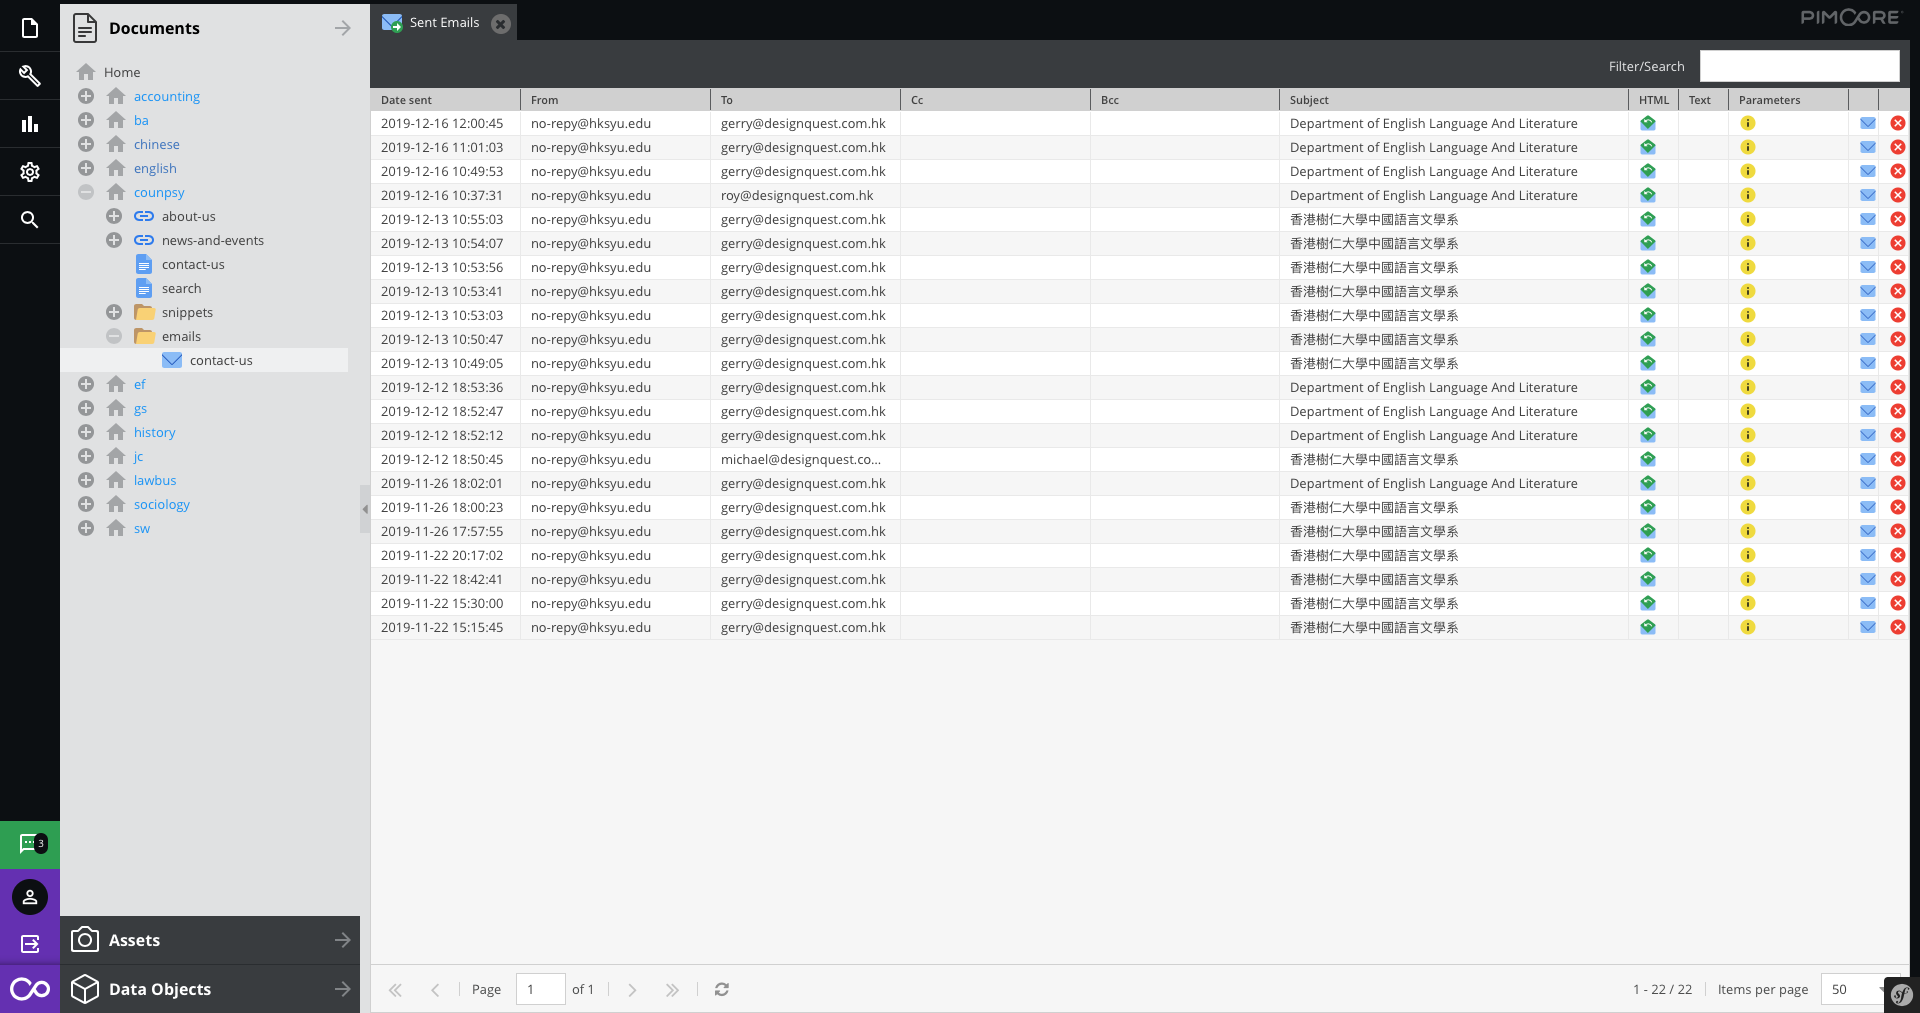 Documents
Home
accounting
ba
chinese
english
counpsy
about-us
news-and-events
contact-us
search
snippets
emails
contact-us
ef
gs
history
jc
lawbus
sociology
sw
3
Assets
Data Objects
Sent Emails
PIMCORE
Filter/Search
Date sent From To Cc Bcc Subject HTML Text Parameters
2019-12-16 12:00:45 no-repy@hksyu.edu gerry@designquest.com.hk Department of English Language And Literature
2019-12-16 11:01:03 no-repy@hksyu.edu gerry@designquest.com.hk Department of English Language And Literature
2019-12-16 10:49:53 no-repy@hksyu.edu gerry@designquest.com.hk Department of English Language And Literature
2019-12-16 10:37:31 no-repy@hksyu.edu roy@designquest.com.hk Department of English Language And Literature
2019-12-13 10:55:03 no-repy@hksyu.edu gerry@designquest.com.hk 香港樹仁大學中國語言文學系
2019-12-13 10:54:07 no-repy@hksyu.edu gerry@designquest.com.hk 香港樹仁大學中國語言文學系
2019-12-13 10:53:56 no-repy@hksyu.edu gerry@designquest.com.hk 香港樹仁大學中國語言文學系
2019-12-13 10:53:41 no-repy@hksyu.edu gerry@designquest.com.hk 香港樹仁大學中國語言文學系
2019-12-13 10:53:03 no-repy@hksyu.edu gerry@designquest.com.hk 香港樹仁大學中國語言文學系
2019-12-13 10:50:47 no-repy@hksyu.edu gerry@designquest.com.hk 香港樹仁大學中國語言文學系
2019-12-13 10:49:05 no-repy@hksyu.edu gerry@designquest.com.hk 香港樹仁大學中國語言文學系
2019-12-12 18:53:36 no-repy@hksyu.edu gerry@designquest.com.hk Department of English Language And Literature
2019-12-12 18:52:47 no-repy@hksyu.edu gerry@designquest.com.hk Department of English Language And Literature
2019-12-12 18:52:12 no-repy@hksyu.edu gerry@designquest.com.hk Department of English Language And Literature
2019-12-12 18:50:45 no-repy@hksyu.edu michael@designquest.co... 香港樹仁大學中國語言文學系
2019-11-26 18:02:01 no-repy@hksyu.edu gerry@designquest.com.hk Department of English Language And Literature
2019-11-26 18:00:23 no-repy@hksyu.edu gerry@designquest.com.hk 香港樹仁大學中國語言文學系
2019-11-26 17:57:55 no-repy@hksyu.edu gerry@designquest.com.hk 香港樹仁大學中國語言文學系
2019-11-22 20:17:02 no-repy@hksyu.edu gerry@designquest.com.hk 香港樹仁大學中國語言文學系
2019-11-22 18:42:41 no-repy@hksyu.edu gerry@designquest.com.hk 香港樹仁大學中國語言文學系
2019-11-22 15:30:00 no-repy@hksyu.edu gerry@designquest.com.hk 香港樹仁大學中國語言文學系
2019-11-22 15:15:45 no-repy@hksyu.edu gerry@designquest.com.hk 香港樹仁大學中國語言文學系
Page 1 of 1 1 - 22 / 22 Items per page 50